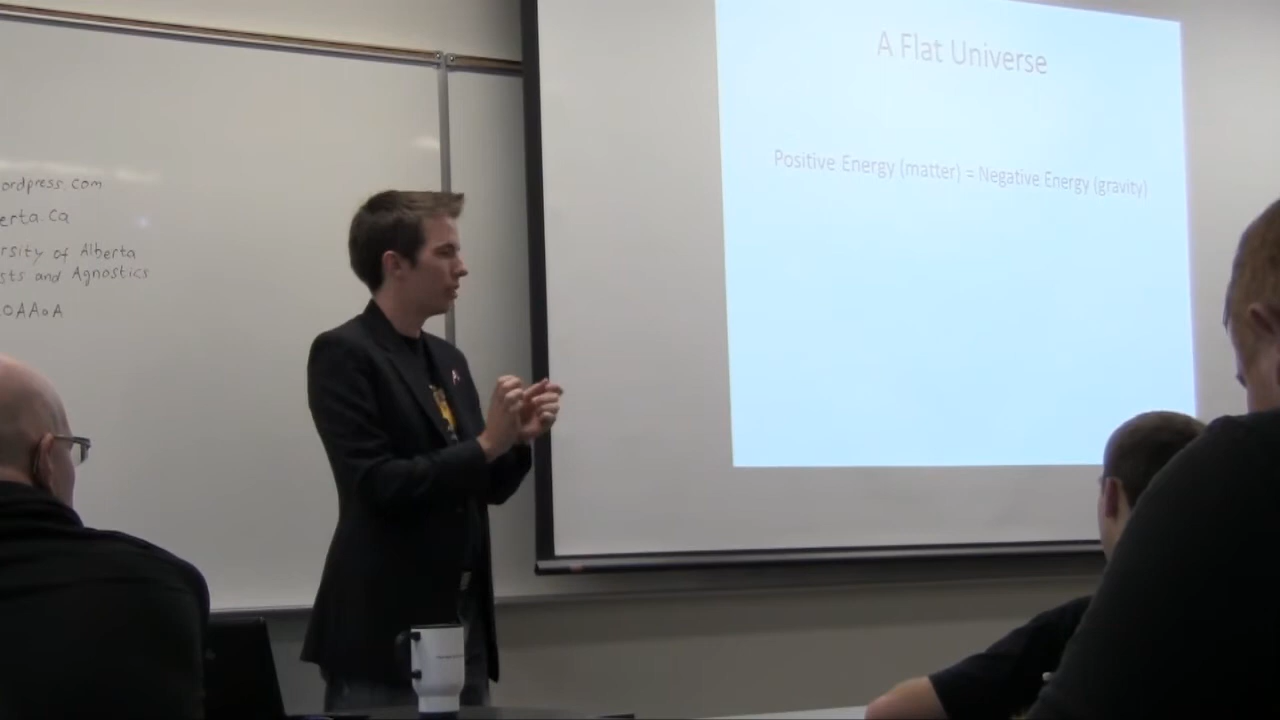 ordpress.com
erta.Ca
rsity of Alberta
sts and Agnostics
OAAoA
A Flat Universe
Positive Energy (matter) = Negative Energy (gravity)